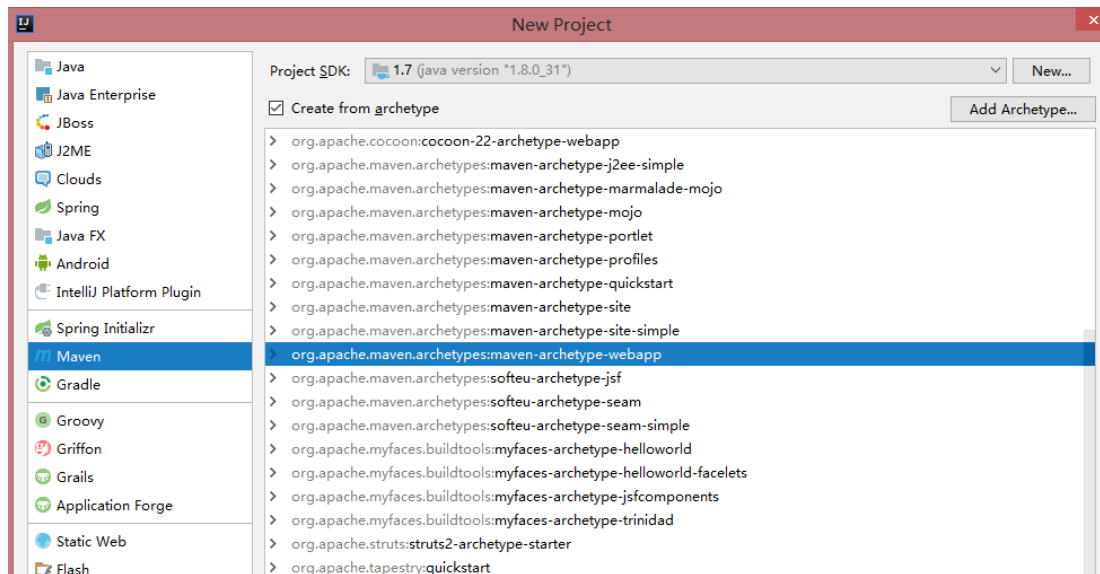 New Project
Java
Java Enterprise
JBoss
J2ME
Clouds
Spring
Java FX
Android
IntelliJ Platform Plugin
Spring Initializr
Maven
Gradle
Groovy
Griffon
Grails
Application Forge
Static Web
Flash
Project SDK: 1.7 (java version "1.8.0_31") New...
Create from archetype Add Archetype...
org.apache.cocoon:cocoon-22-archetype-webapp
org.apache.maven.archetypes:maven-archetype-j2ee-simple
org.apache.maven.archetypes:maven-archetype-marmalade-mojo
org.apache.maven.archetypes:maven-archetype-mojo
org.apache.maven.archetypes:maven-archetype-portlet
org.apache.maven.archetypes:maven-archetype-profiles
org.apache.maven.archetypes:maven-archetype-quickstart
org.apache.maven.archetypes:maven-archetype-site
org.apache.maven.archetypes:maven-archetype-site-simple
org.apache.maven.archetypes:maven-archetype-webapp
org.apache.maven.archetypes:softeu-archetype-jsf
org.apache.maven.archetypes:softeu-archetype-seam
org.apache.maven.archetypes:softeu-archetype-seam-simple
org.apache.myfaces.buildtools:myfaces-archetype-helloworld
org.apache.myfaces.buildtools:myfaces-archetype-helloworld-facelets
org.apache.myfaces.buildtools:myfaces-archetype-jsfcomponents
org.apache.myfaces.buildtools:myfaces-archetype-trinidad
org.apache.struts:struts2-archetype-starter
org.apache.tapestry:quickstart